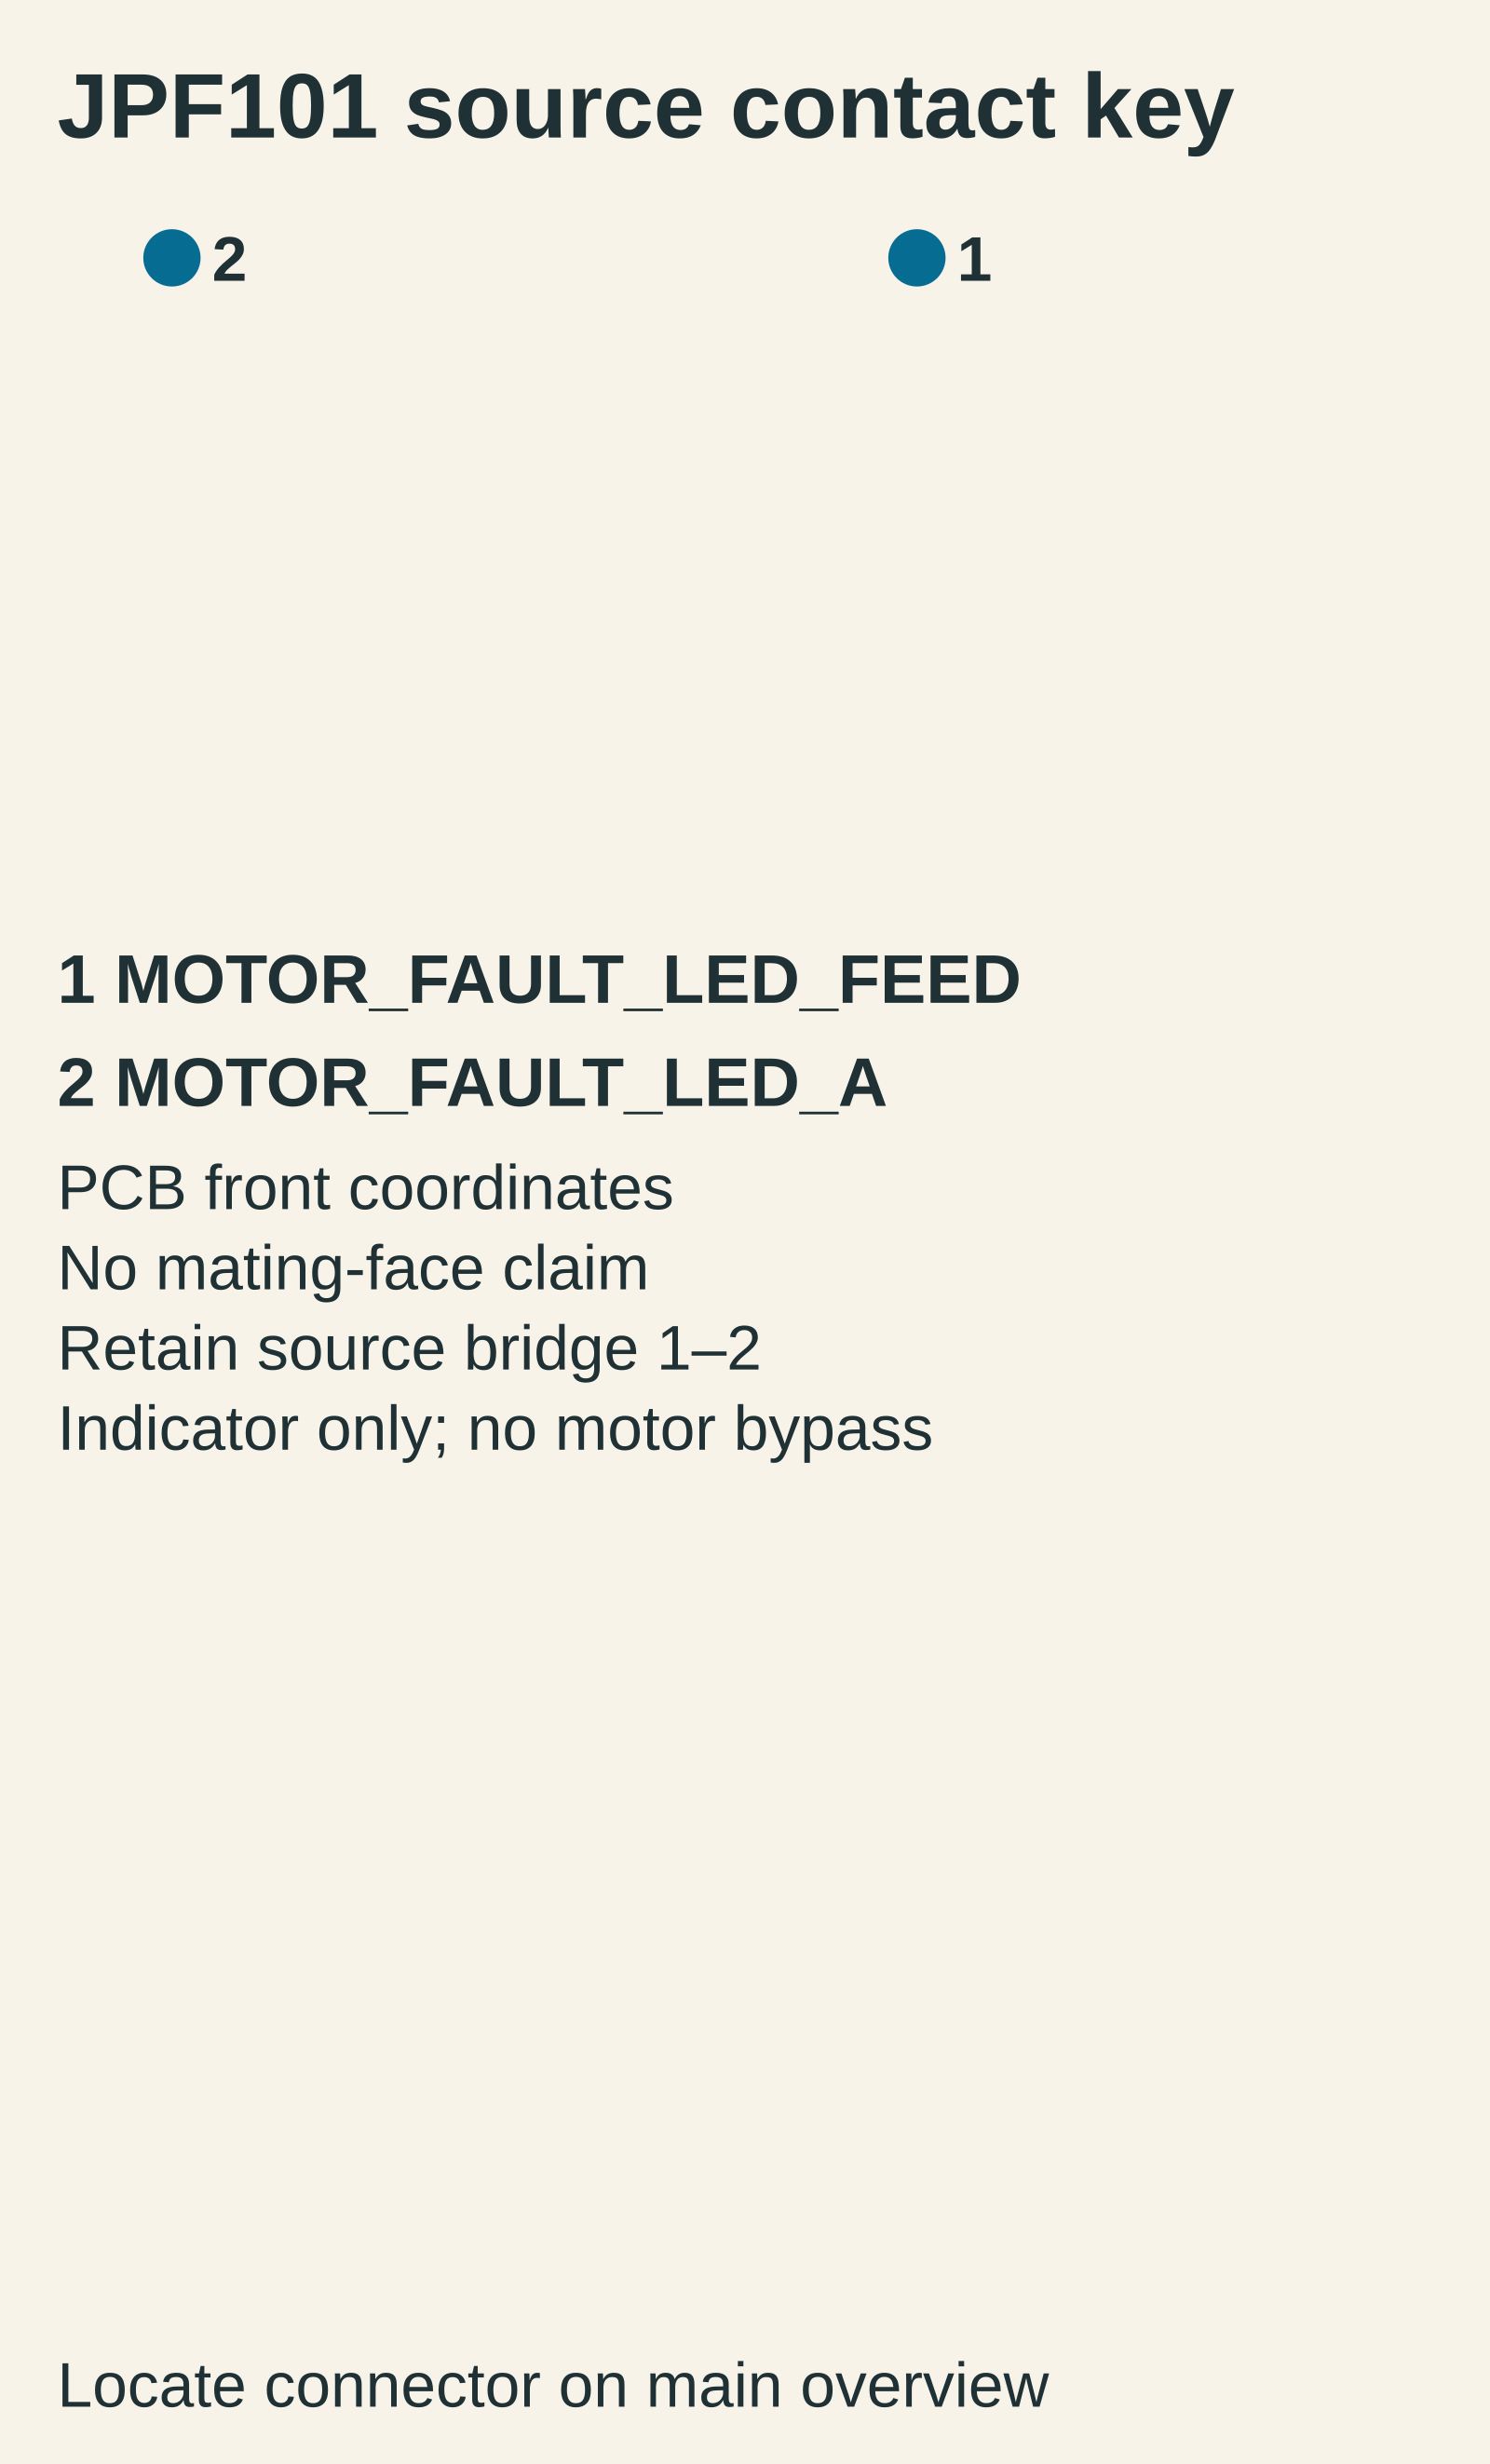 JPF101 source contact key
2 1
1 MOTOR_FAULT_LED_FEED
2 MOTOR_FAULT_LED_A
PCB front coordinates
No mating-face claim
Retain source bridge 1–2
Indicator only; no motor bypass
Locate connector on main overview